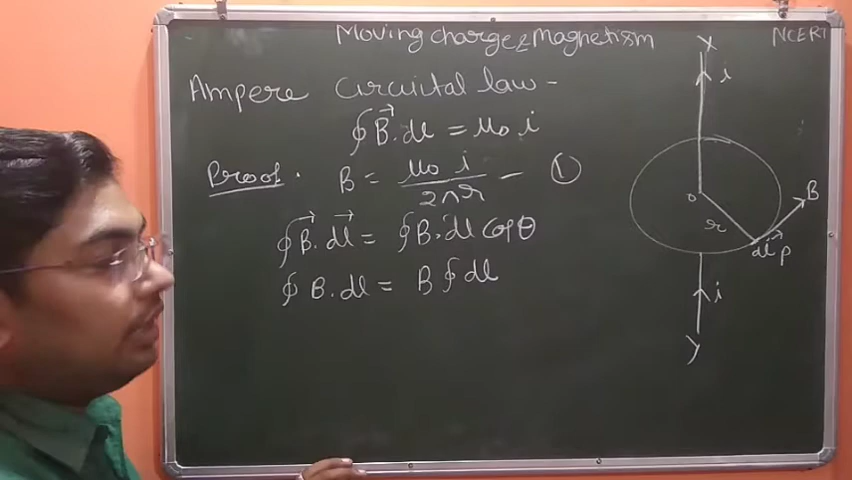 Moving charge & Magnetism NCERT
Ampere Circuital law -
∮B⃗.dl = μ₀ i
Proof. B = μ₀ i / 2πr - ①
∮B⃗.dl⃗ = ∮B.dl cosθ
∮B.dl = B∮dl
X
i
o
r
B
dl⃗
P
i
Y